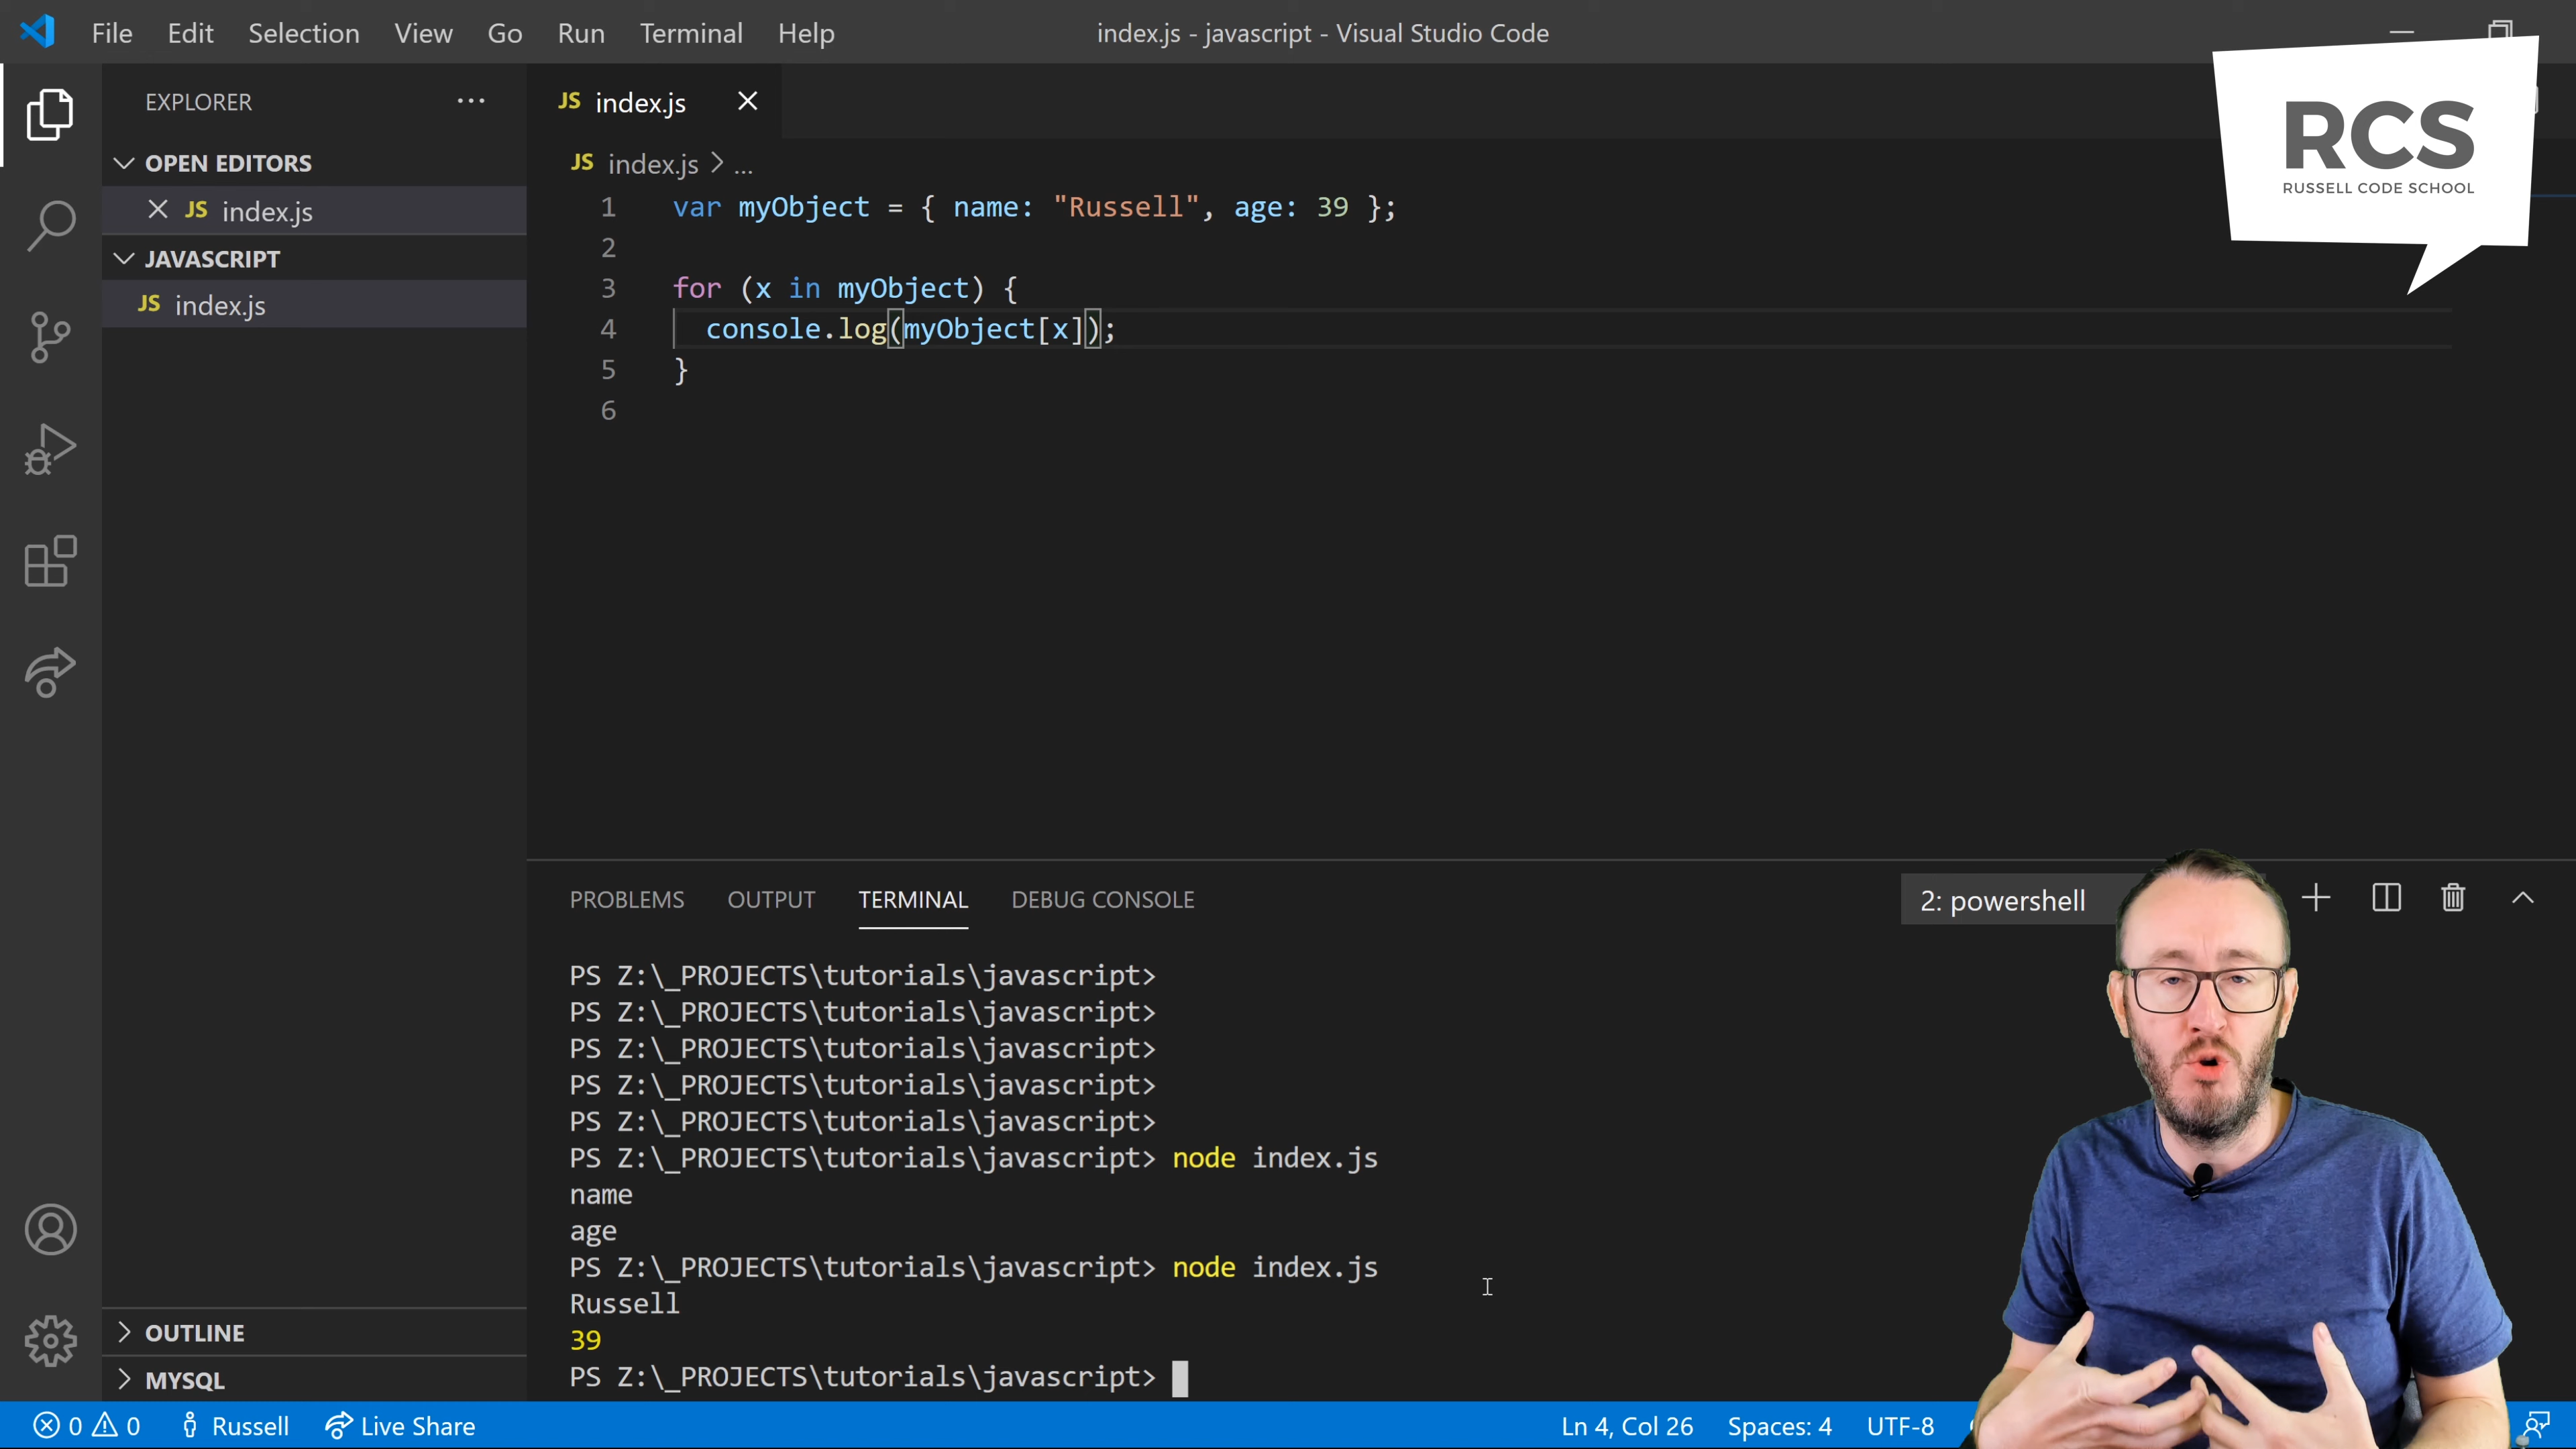 File Edit Selection View Go Run Terminal Help index.js - javascript - Visual Studio Code
RCS
RUSSELL CODE SCHOOL
EXPLORER
OPEN EDITORS
JS index.js
JAVASCRIPT
JS index.js
OUTLINE
MYSQL
JS index.js
JS index.js > ...
1 var myObject = { name: "Russell", age: 39 };
2
3 for (x in myObject) {
4 console.log(myObject[x]);
5 }
6
PROBLEMS OUTPUT TERMINAL DEBUG CONSOLE 2: powershell
PS Z:\_PROJECTS\tutorials\javascript>
PS Z:\_PROJECTS\tutorials\javascript>
PS Z:\_PROJECTS\tutorials\javascript>
PS Z:\_PROJECTS\tutorials\javascript>
PS Z:\_PROJECTS\tutorials\javascript>
PS Z:\_PROJECTS\tutorials\javascript> node index.js
name
age
PS Z:\_PROJECTS\tutorials\javascript> node index.js
Russell
39
PS Z:\_PROJECTS\tutorials\javascript>
0 0 Russell Live Share Ln 4, Col 26 Spaces: 4 UTF-8